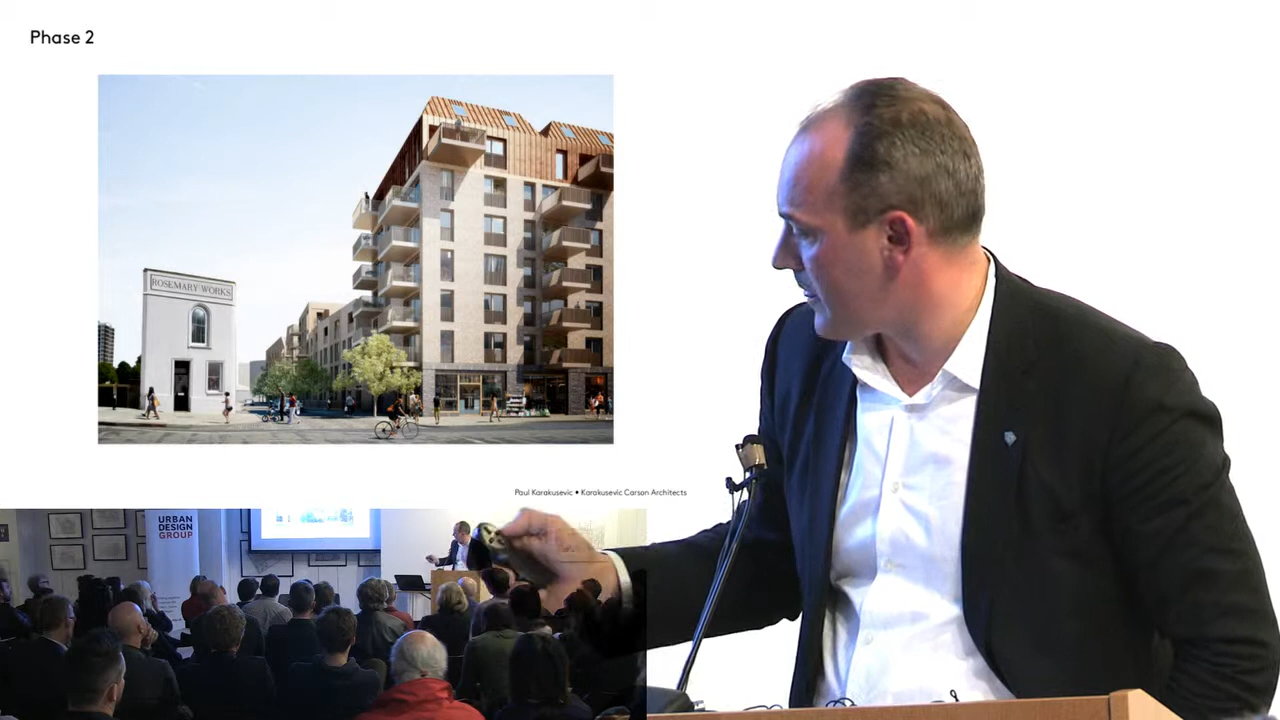 Phase 2
ROSEMARY WORKS
Paul Karakusevic • Karakusevic Carson Architects
URBAN
DESIGN
GROUP